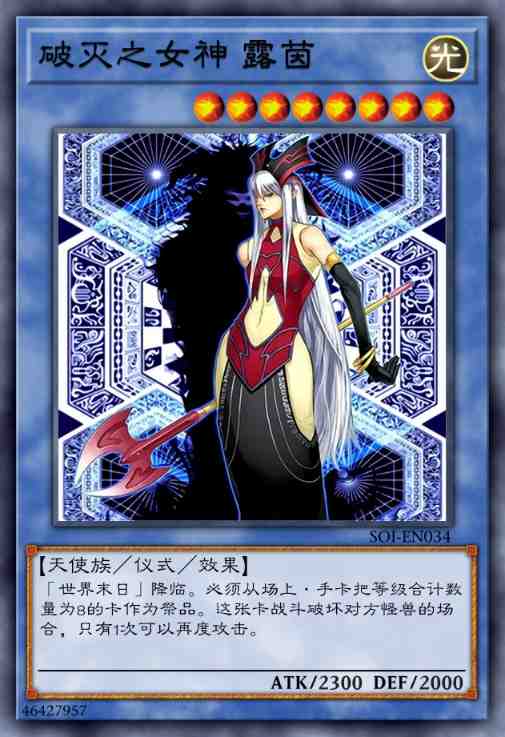 破灭之女神 露茵
光
SOI-EN034
【天使族／仪式／效果】
「世界末日」降临。必须从场上·手卡把等级合计数
量为8的卡作为祭品。这张卡战斗破坏对方怪兽的场
合，只有1次可以再度攻击。
ATK/2300 DEF/2000
46427957